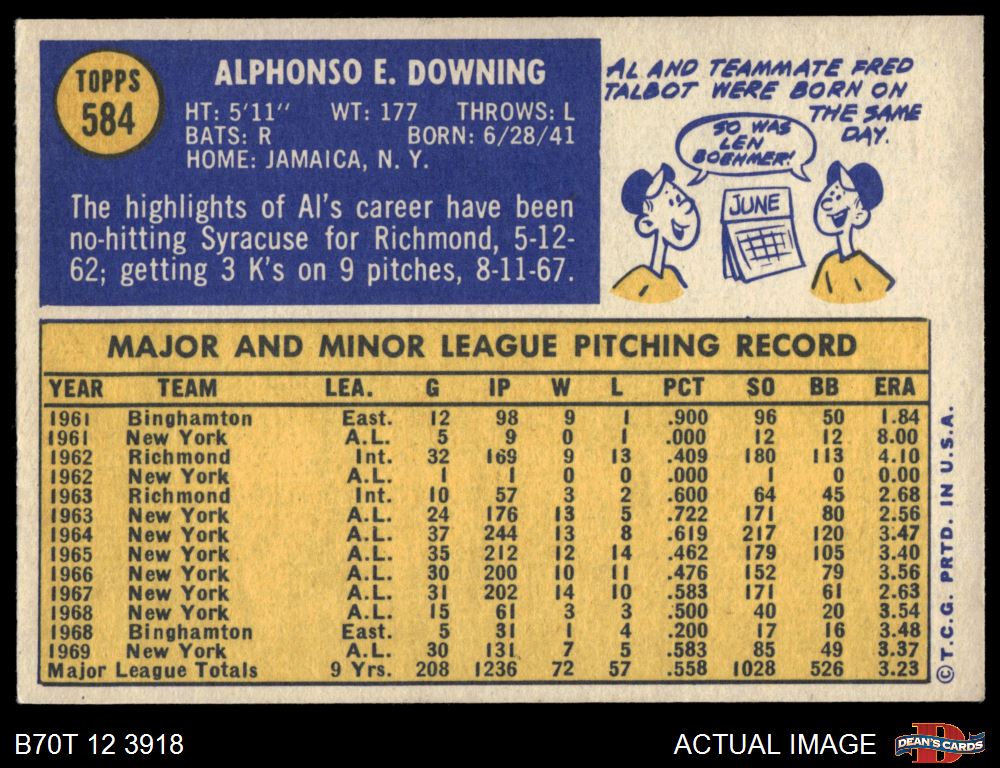 TOPPS
584
ALPHONSO E. DOWNING
HT: 5'11'' WT: 177 THROWS: L
BATS: R BORN: 6/28/41
HOME: JAMAICA, N. Y.
The highlights of Al's career have been
no-hitting Syracuse for Richmond, 5-12-
62; getting 3 K's on 9 pitches, 8-11-67.
AL AND TEAMMATE FRED
TALBOT WERE BORN ON
THE SAME
DAY.
SO WAS
LEN
BOEHMER!
JUNE
MAJOR AND MINOR LEAGUE PITCHING RECORD
YEAR TEAM LEA. G IP W L PCT SO BB ERA
1961 Binghamton East. 12 98 9 1 .900 96 50 1.84
1961 New York A.L. 5 9 0 1 .000 12 12 8.00
1962 Richmond Int. 32 169 9 13 .409 180 113 4.10
1962 New York A.L. 1 1 0 0 .000 1 0 0.00
1963 Richmond Int. 10 57 3 2 .600 64 45 2.68
1963 New York A.L. 24 176 13 5 .722 171 80 2.56
1964 New York A.L. 37 244 13 8 .619 217 120 3.47
1965 New York A.L. 35 212 12 14 .462 179 105 3.40
1966 New York A.L. 30 200 10 11 .476 152 79 3.56
1967 New York A.L. 31 202 14 10 .583 171 61 2.63
1968 New York A.L. 15 61 3 3 .500 40 20 3.54
1968 Binghamton East. 5 31 1 4 .200 17 16 3.48
1969 New York A.L. 30 131 7 5 .583 85 49 3.37
Major League Totals 9 Yrs. 208 1236 72 57 .558 1028 526 3.23
© T.C.G. PRTD. IN U.S.A.
B70T 12 3918
ACTUAL IMAGE
D
DEAN'S CARDS